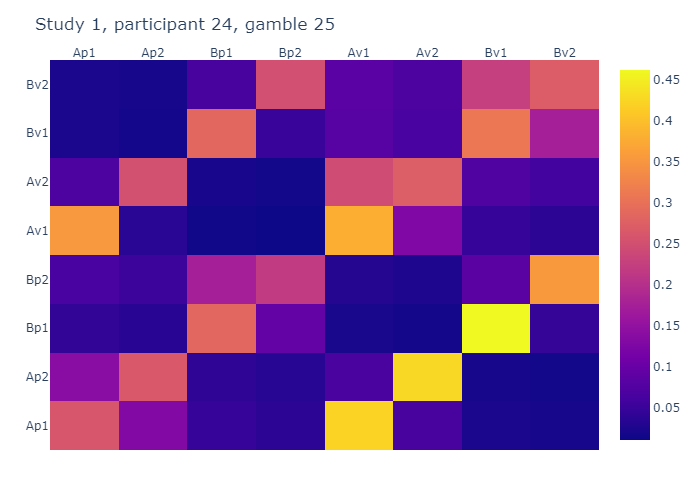 Study 1, participant 24, gamble 25
Ap1 Ap2 Bp1 Bp2 Av1 Av2 Bv1 Bv2
Bv2
Bv1
Av2
Av1
Bp2
Bp1
Ap2
Ap1
0.45
0.4
0.35
0.3
0.25
0.2
0.15
0.1
0.05